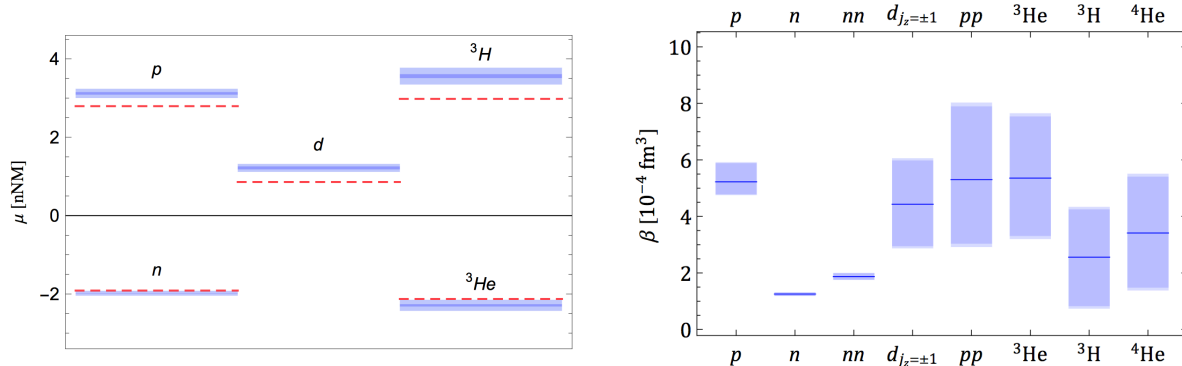 μ [nNM]
4
2
0
−2
p
³H
d
n
³He
p n nn d_{j_z=±1} pp ³He ³H ⁴He
β [10⁻⁴ fm³]
10
8
6
4
2
0
p n nn d_{j_z=±1} pp ³He ³H ⁴He